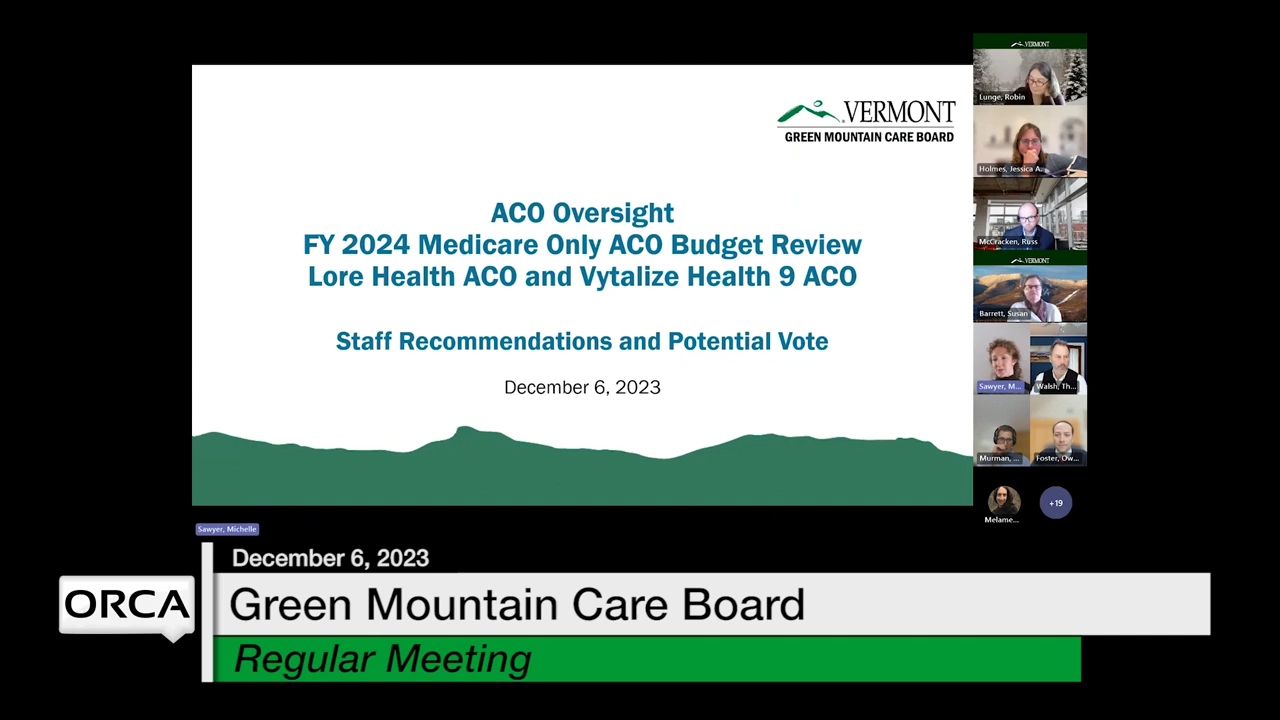 VERMONT
GREEN MOUNTAIN CARE BOARD
ACO Oversight
FY 2024 Medicare Only ACO Budget Review
Lore Health ACO and Vytalize Health 9 ACO
Staff Recommendations and Potential Vote
December 6, 2023
VERMONT
Lunge, Robin
Holmes, Jessica A.
McCracken, Russ
VERMONT
Barrett, Susan
Sawyer, M...
Walsh, Th...
Murman, ...
Foster, Ow...
Melame...
+19
Sawyer, Michelle
December 6, 2023
ORCA
Green Mountain Care Board
Regular Meeting